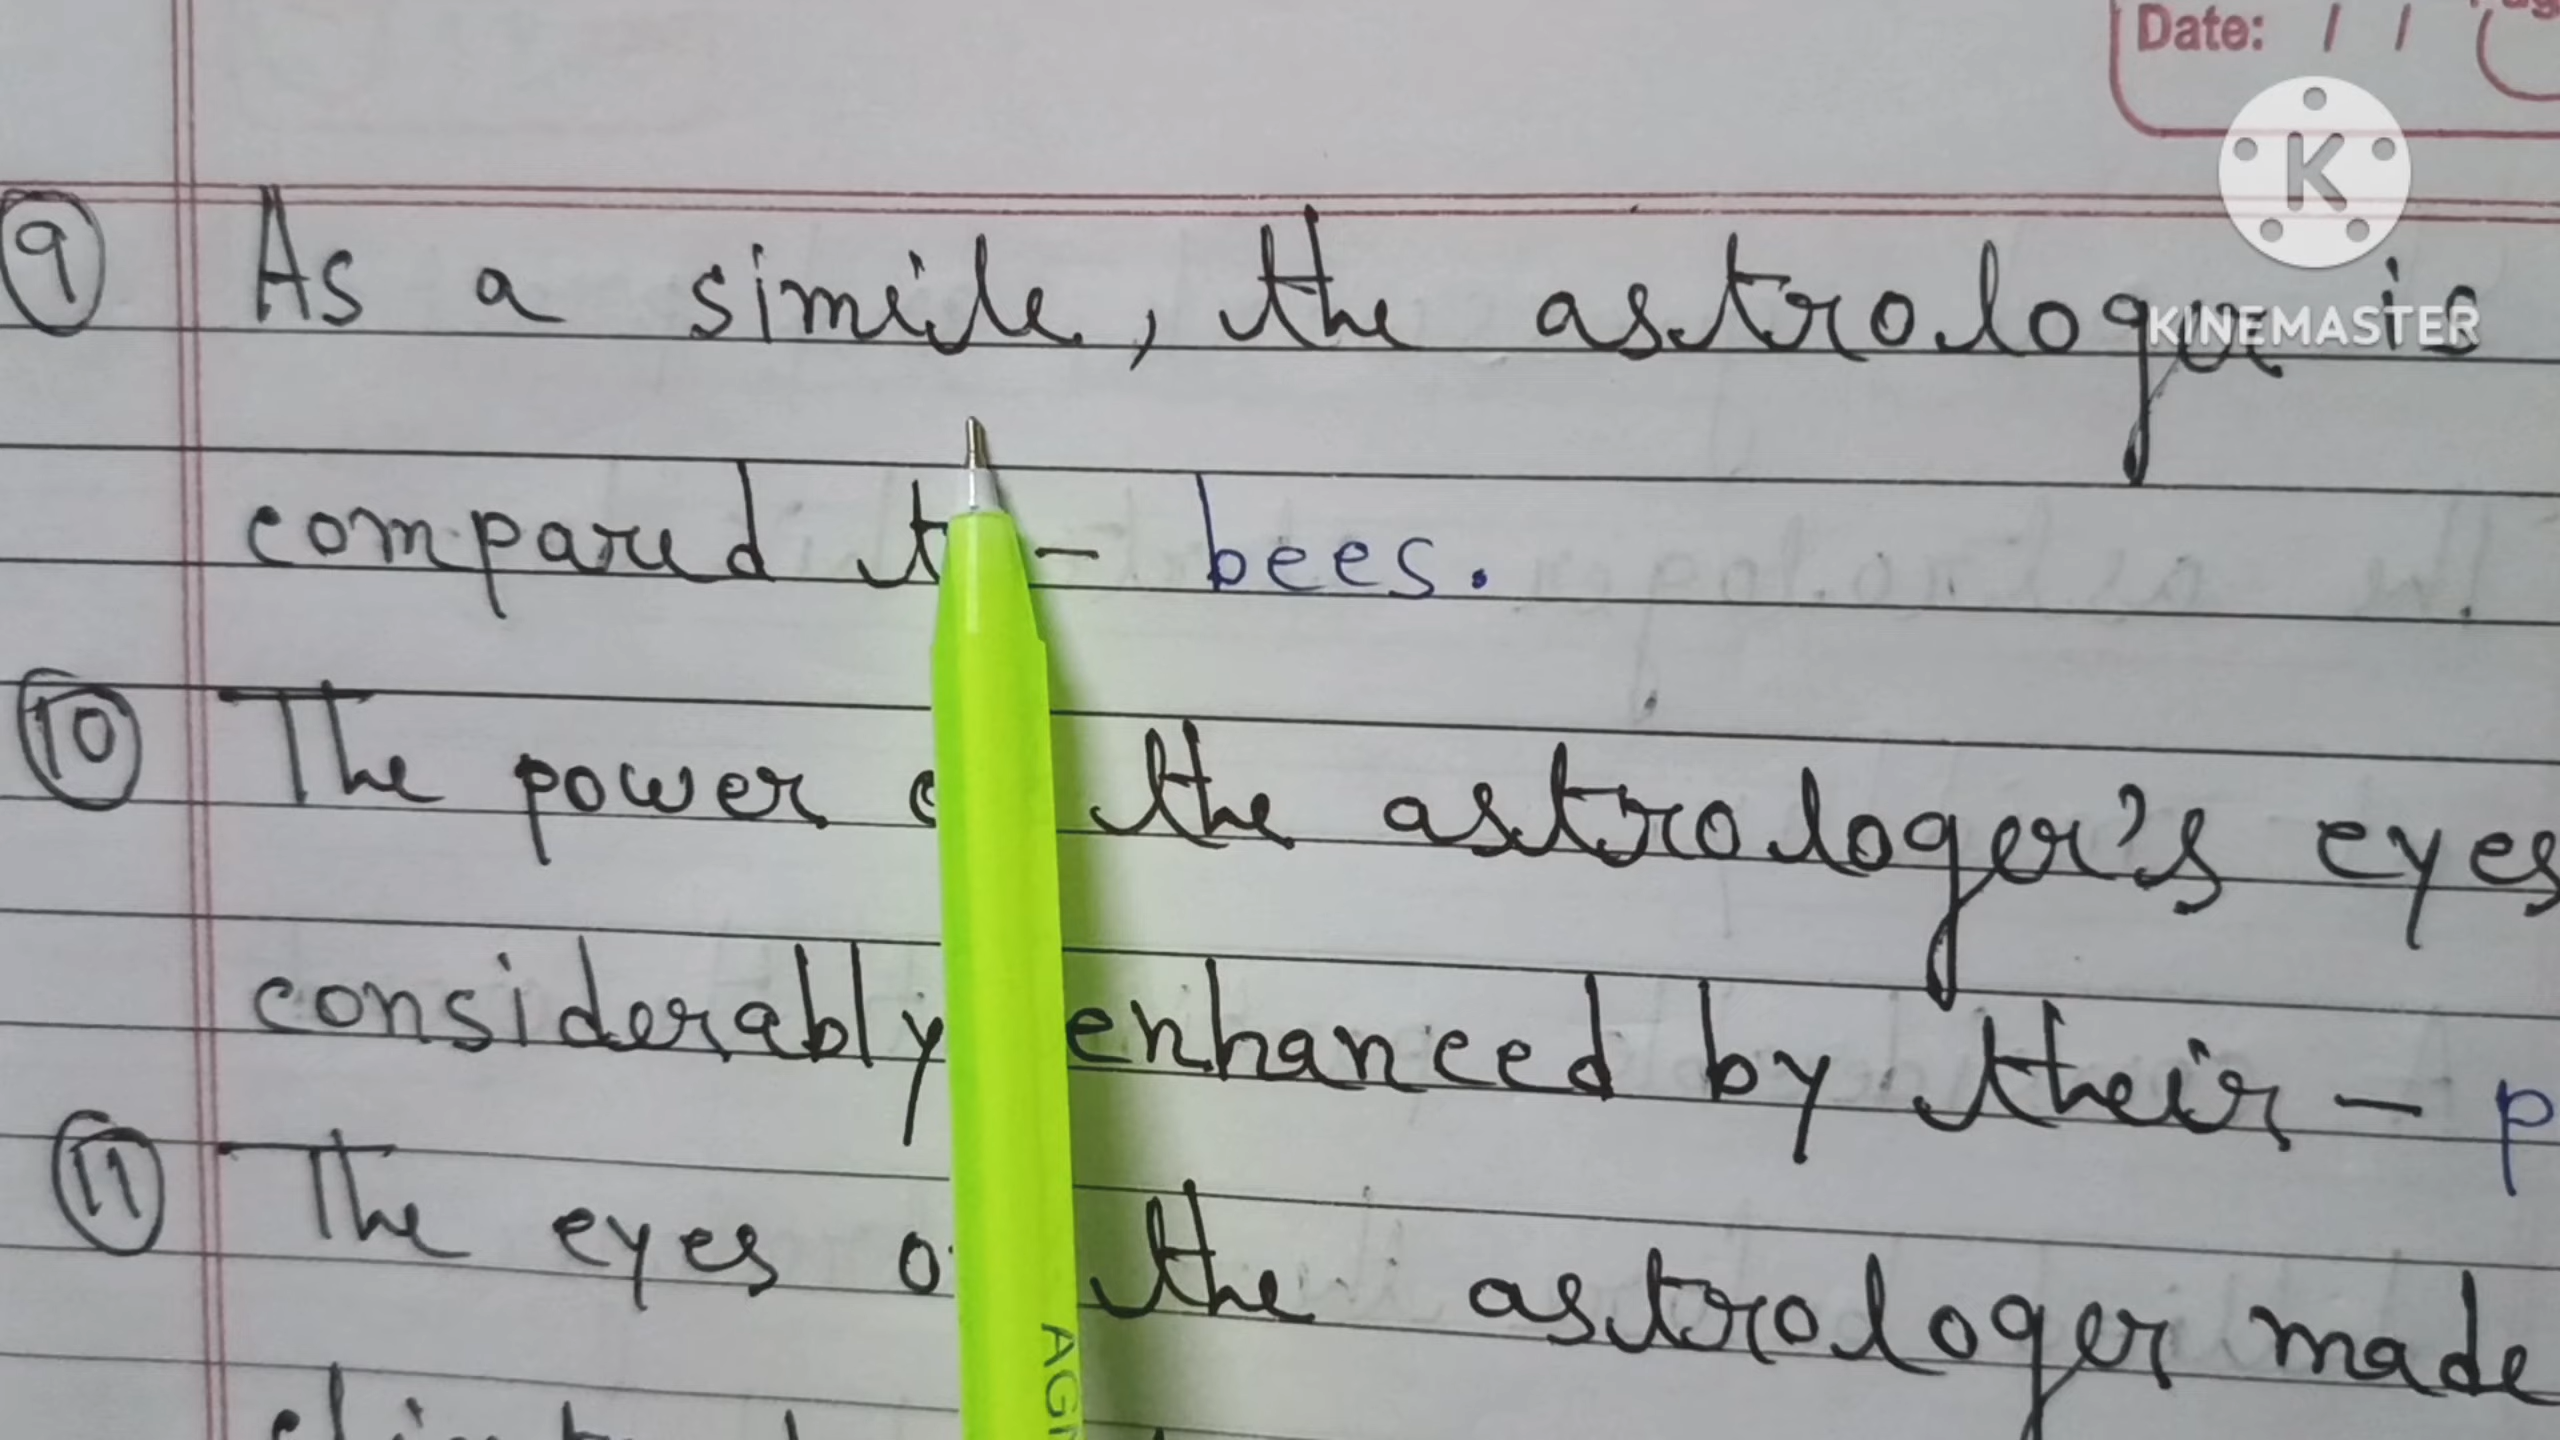 Date: / /
KINEMASTER
9 As a simile, the astrologer is
compared - bees.
10 The power the astrologer's eyes
considerably enhanced by their -
11 The eyes the astrologer made
AGN